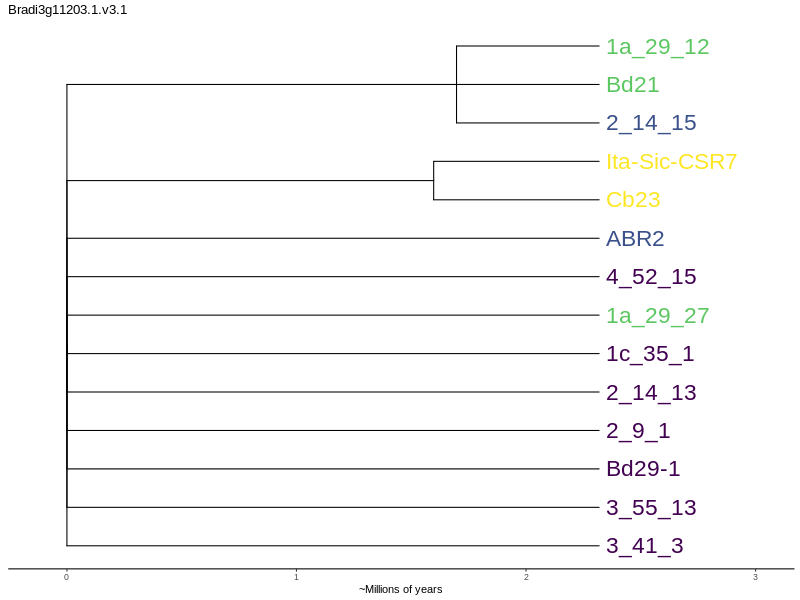 Bradi3g11203.1.v3.1
1a_29_12
Bd21
2_14_15
Ita-Sic-CSR7
Cb23
ABR2
4_52_15
1a_29_27
1c_35_1
2_14_13
2_9_1
Bd29-1
3_55_13
3_41_3
0 1 2 3
~Millions of years